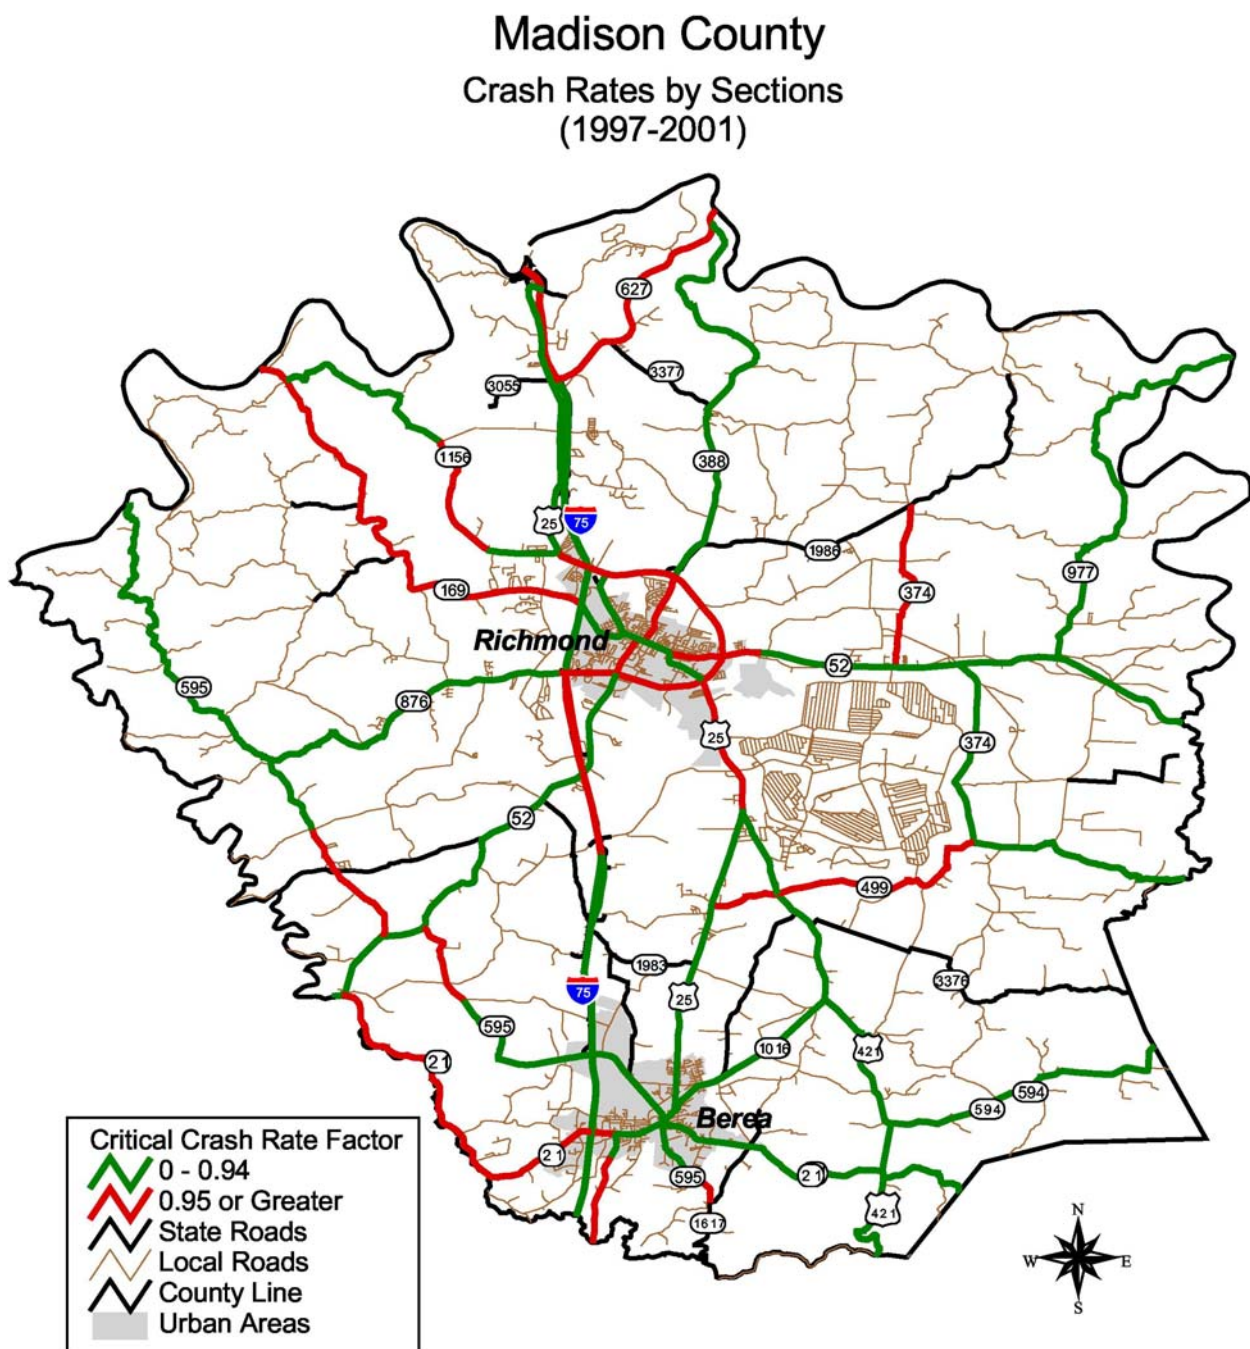 Madison County
Crash Rates by Sections
(1997-2001)
627
3377
3055
388
1156
25
75
1986
977
169
374
Richmond
52
595
876
25
374
52
499
1983
3376
75
25
595
1016
421
21
594
594
Berea
21
595
21
421
1617
Critical Crash Rate Factor
0 - 0.94
0.95 or Greater
State Roads
Local Roads
County Line
Urban Areas
N
W E
S